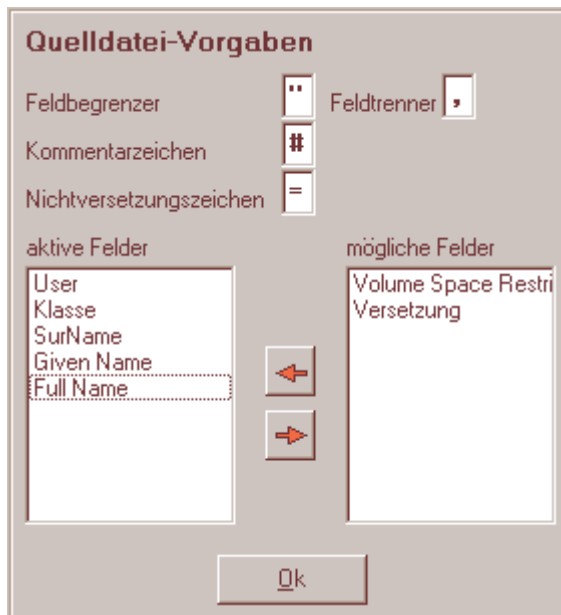 Quelldatei-Vorgaben
Feldbegrenzer " Feldtrenner ,
Kommentarzeichen #
Nichtversetzungszeichen =
aktive Felder
User
Klasse
SurName
Given Name
Full Name
mögliche Felder
Volume Space Restri
Versetzung
Ok